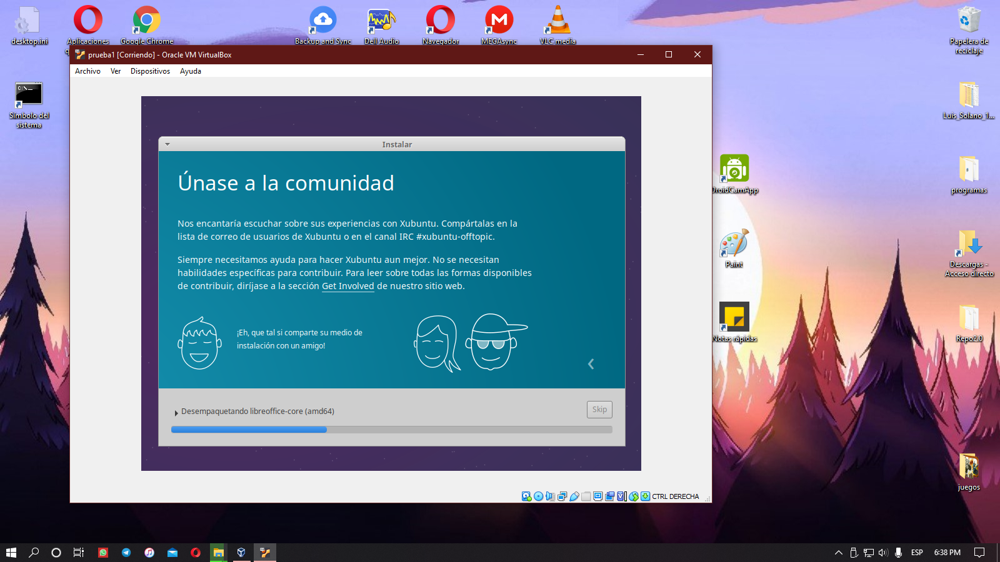 desktop.ini
Aplicaciones
Google Chrome
Backup and Sync
Dell Audio
Navegador
MEGAsync
VLC media
Papelera de
reciclaje
prueba1 [Corriendo] - Oracle VM VirtualBox
Archivo Ver Dispositivos Ayuda
C:\
Símbolo del
sistema
Luis_Solano_1...
Instalar
Únase a la comunidad
Nos encantaría escuchar sobre sus experiencias con Xubuntu. Compártalas en la
lista de correo de usuarios de Xubuntu o en el canal IRC #xubuntu-offtopic.
Siempre necesitamos ayuda para hacer Xubuntu aun mejor. No se necesitan
habilidades específicas para contribuir. Para leer sobre todas las formas disponibles
de contribuir, diríjase a la sección Get Involved de nuestro sitio web.
¡Eh, que tal si comparte su medio de
instalación con un amigo!
Desempaquetando libreoffice-core (amd64)
Skip
DroidCamApp
programas
Paint
Descargas -
Acceso directo
Notas rápidas
Repo2.0
juegos
CTRL DERECHA
ESP
6:38 PM